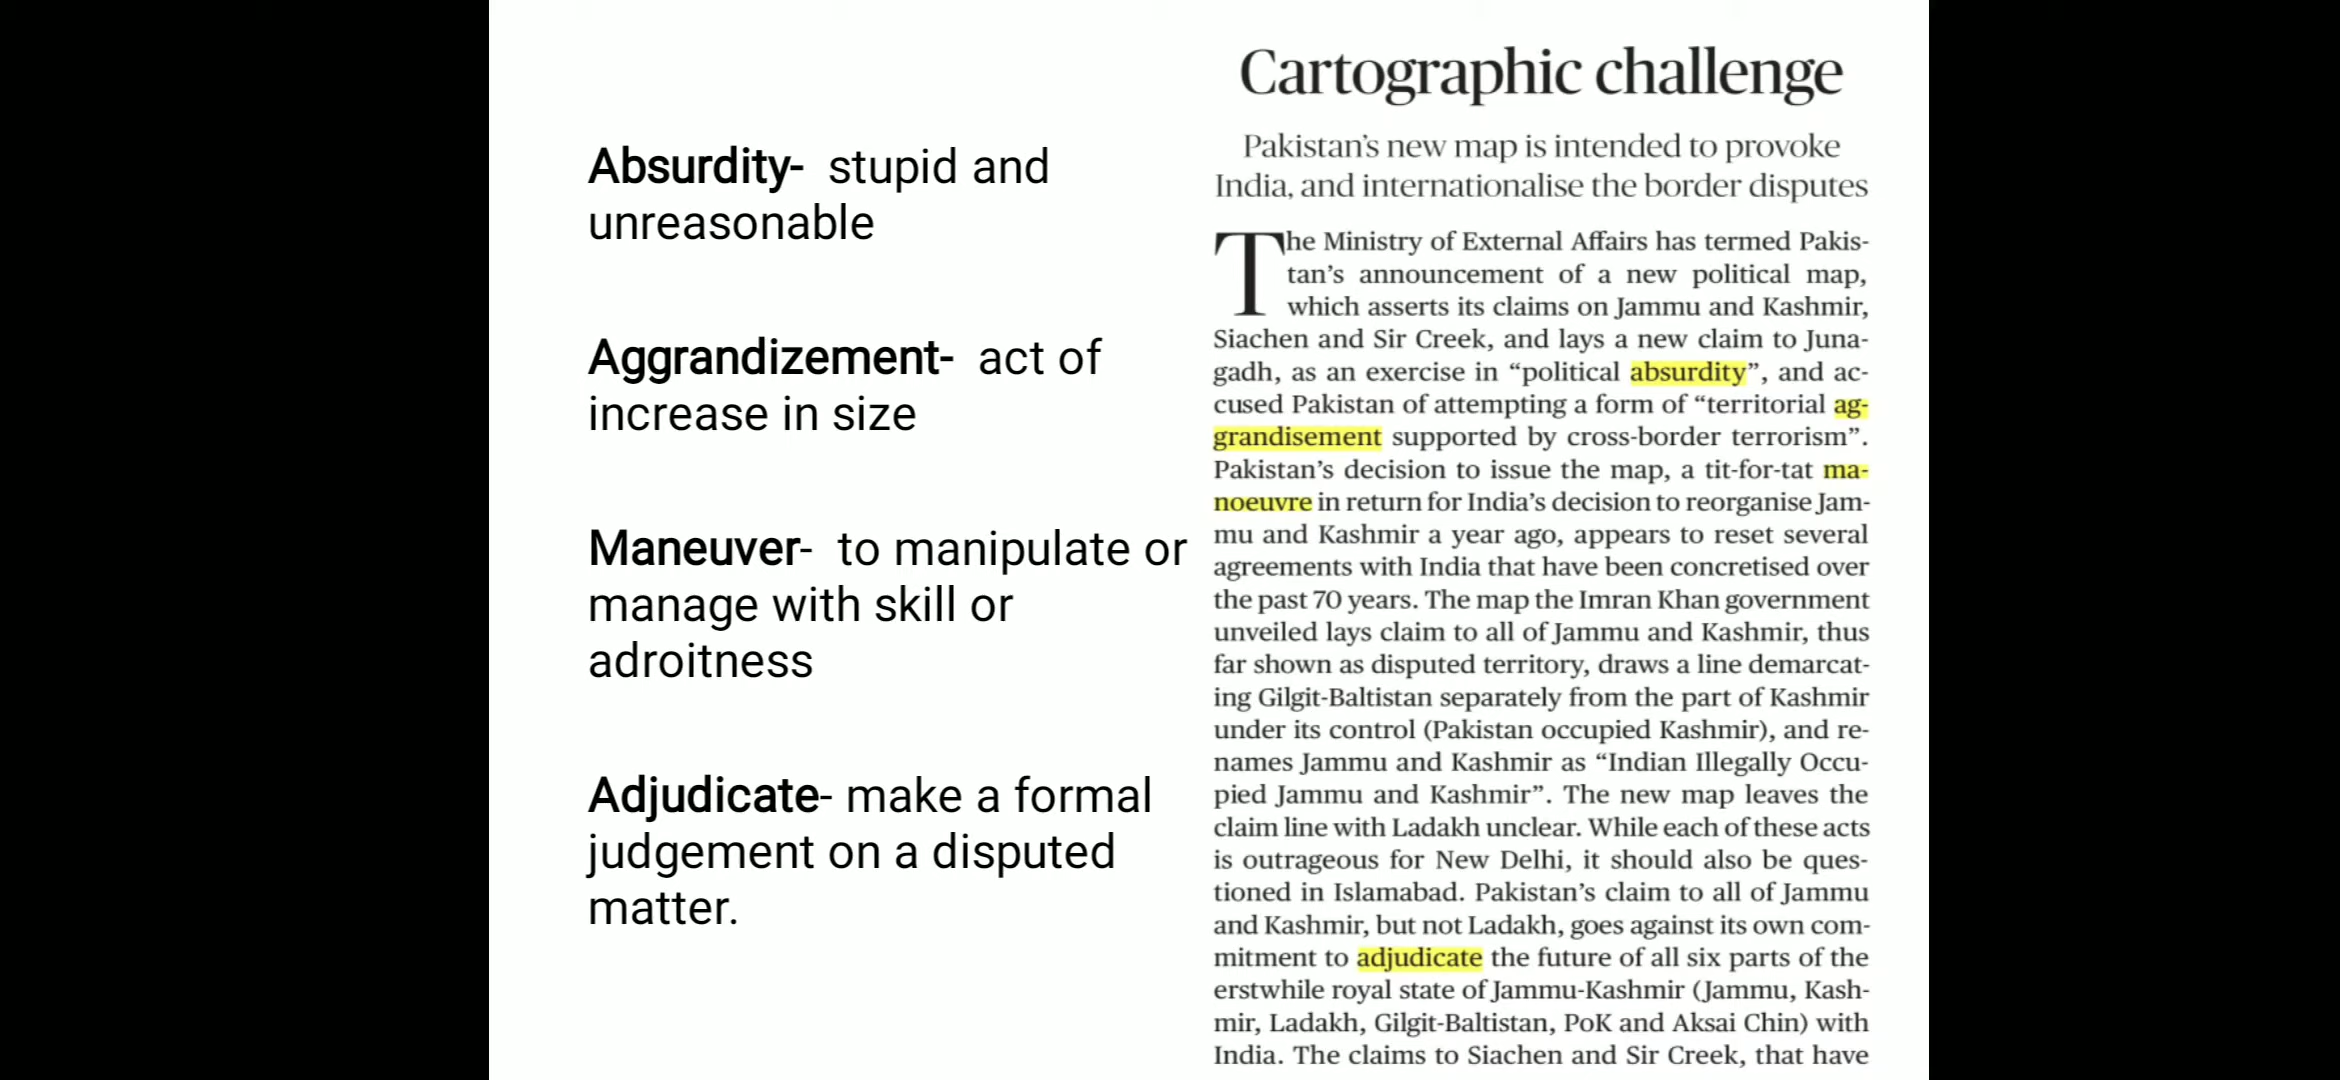 Absurdity-  stupid and
unreasonable
Aggrandizement-  act of
increase in size
Maneuver-  to manipulate or
manage with skill or
adroitness
Adjudicate- make a formal
judgement on a disputed
matter.
Cartographic challenge
Pakistan’s new map is intended to provoke
India, and internationalise the border disputes
The Ministry of External Affairs has termed Pakis-
tan’s announcement of a new political map,
which asserts its claims on Jammu and Kashmir,
Siachen and Sir Creek, and lays a new claim to Juna-
gadh, as an exercise in “political absurdity”, and ac-
cused Pakistan of attempting a form of “territorial ag-
grandisement supported by cross-border terrorism”.
Pakistan’s decision to issue the map, a tit-for-tat ma-
noeuvre in return for India’s decision to reorganise Jam-
mu and Kashmir a year ago, appears to reset several
agreements with India that have been concretised over
the past 70 years. The map the Imran Khan government
unveiled lays claim to all of Jammu and Kashmir, thus
far shown as disputed territory, draws a line demarcat-
ing Gilgit-Baltistan separately from the part of Kashmir
under its control (Pakistan occupied Kashmir), and re-
names Jammu and Kashmir as “Indian Illegally Occu-
pied Jammu and Kashmir”. The new map leaves the
claim line with Ladakh unclear. While each of these acts
is outrageous for New Delhi, it should also be ques-
tioned in Islamabad. Pakistan’s claim to all of Jammu
and Kashmir, but not Ladakh, goes against its own com-
mitment to adjudicate the future of all six parts of the
erstwhile royal state of Jammu-Kashmir (Jammu, Kash-
mir, Ladakh, Gilgit-Baltistan, PoK and Aksai Chin) with
India. The claims to Siachen and Sir Creek, that have